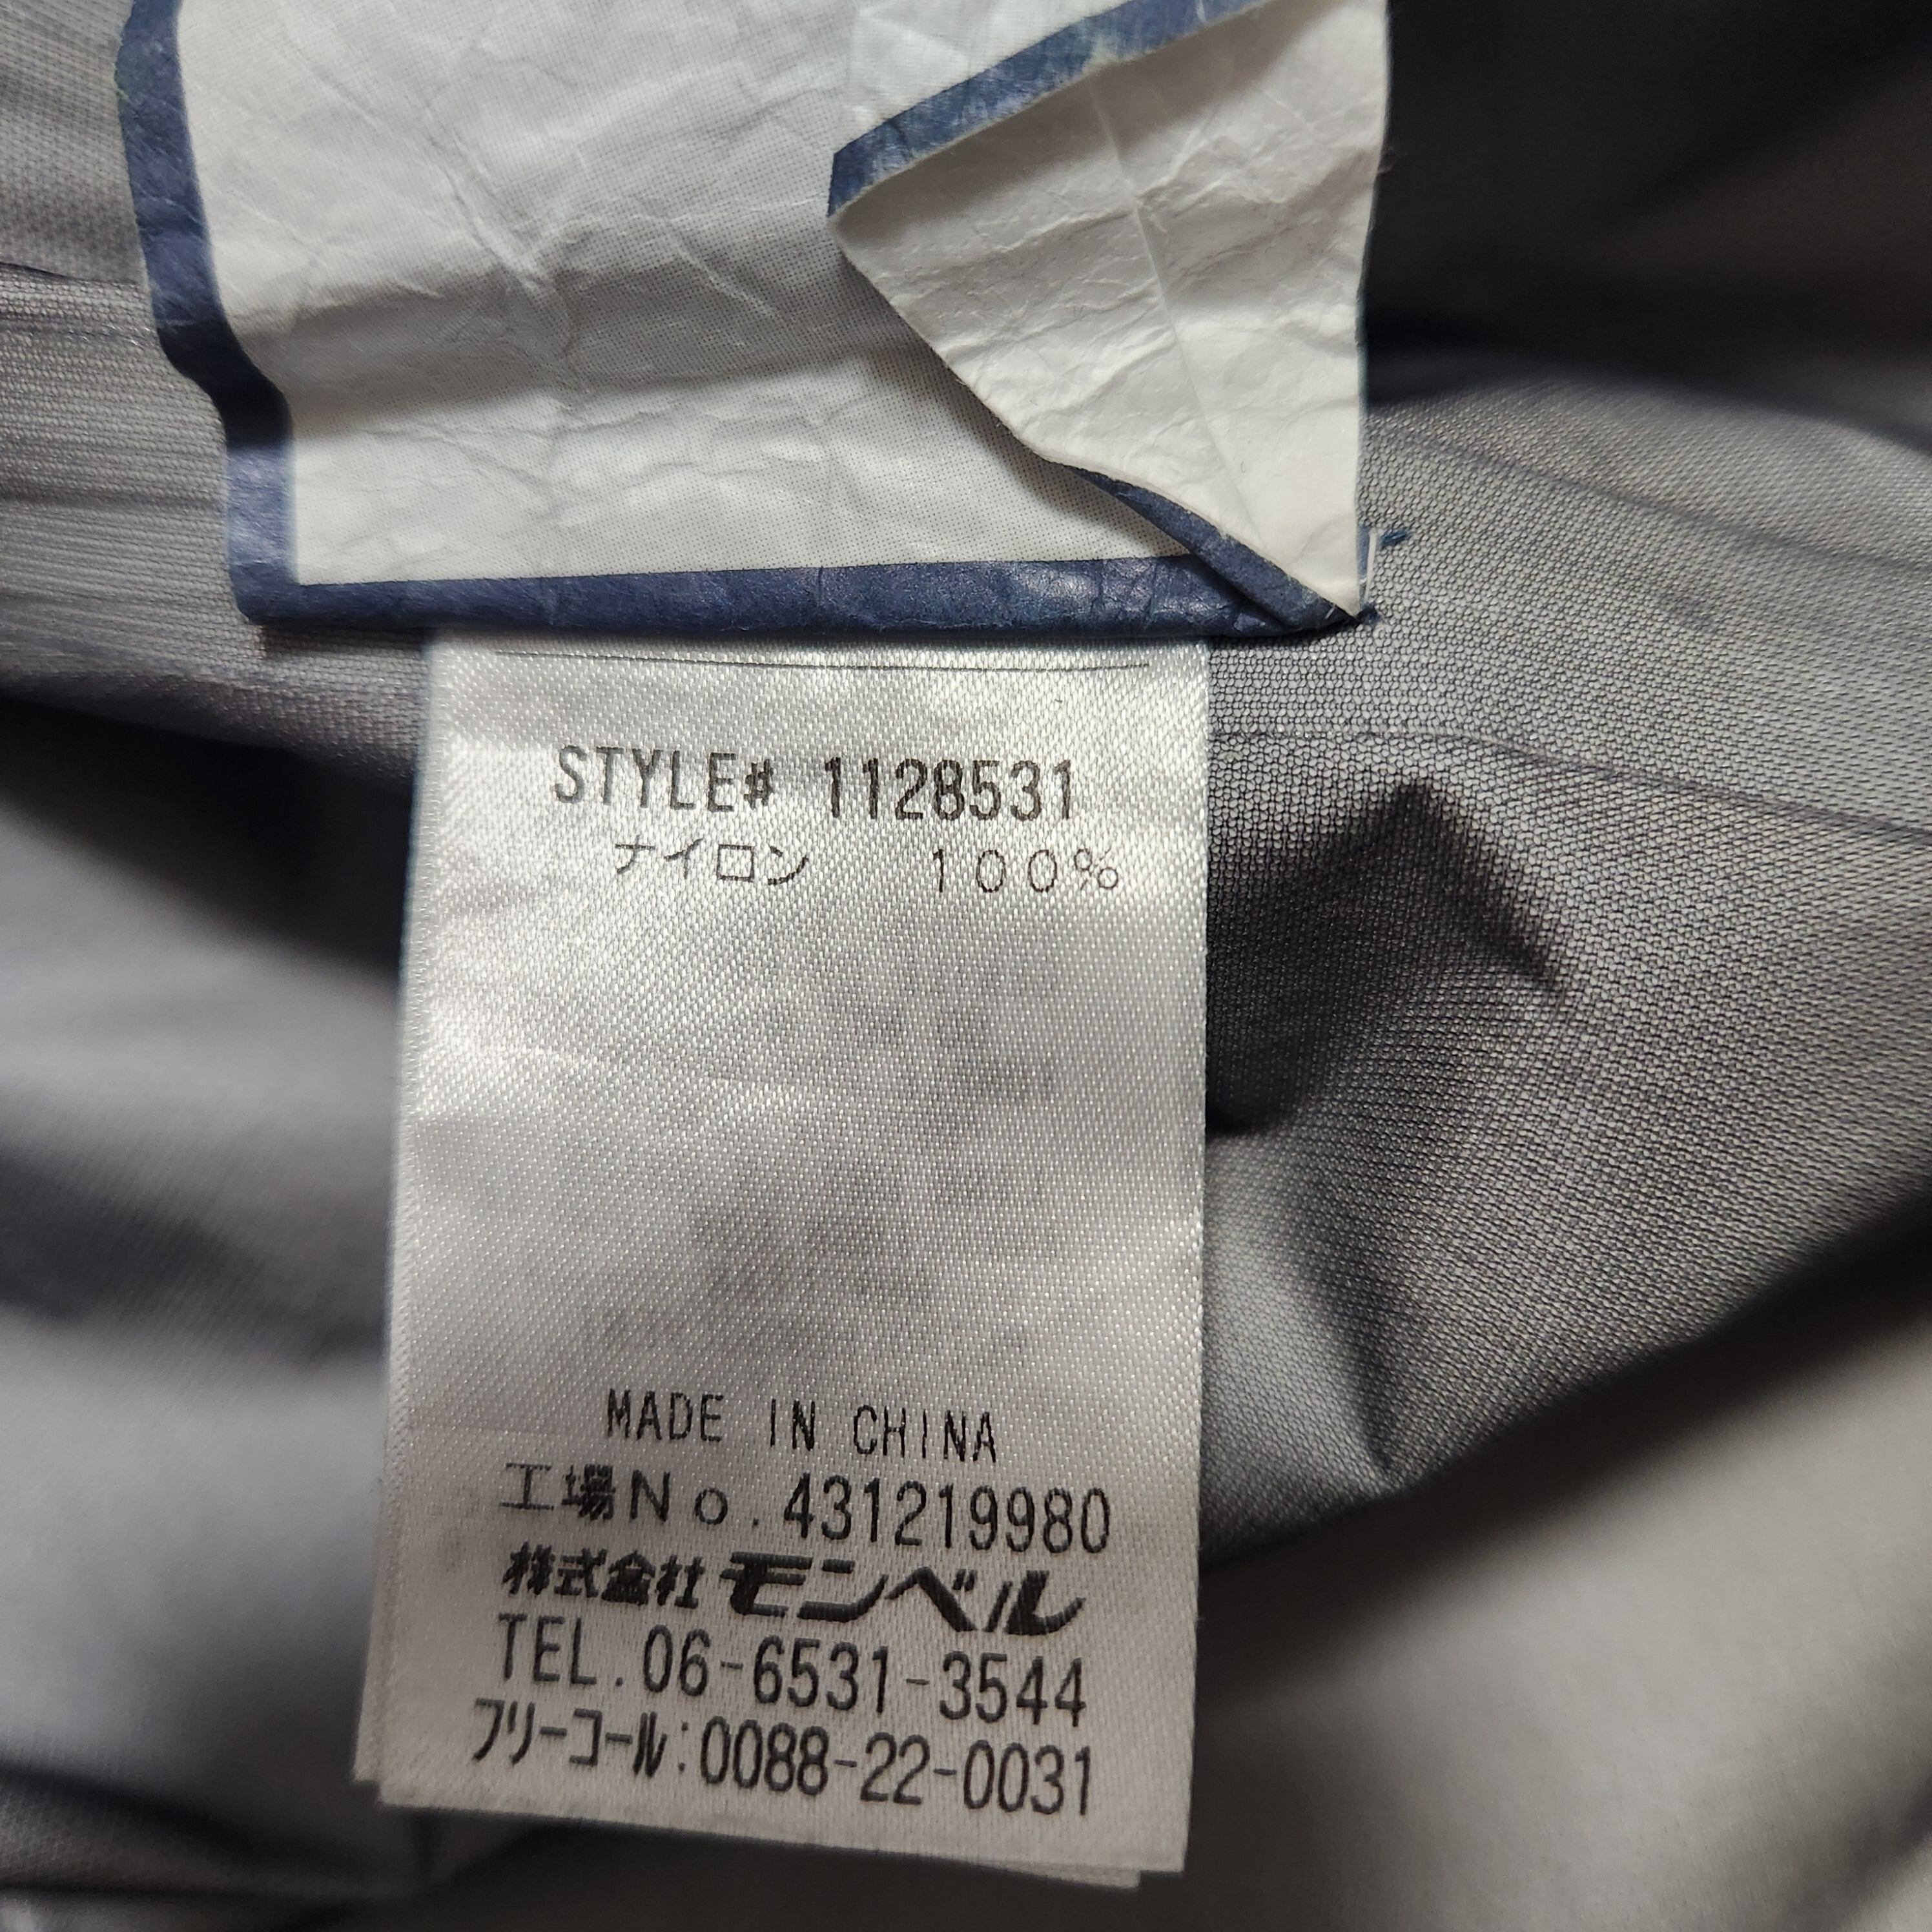 STYLE# 1128531
ナイロン 100%
MADE IN CHINA
工場No.431219980
株式会社モンベル
TEL.06-6531-3544
フリーコール:0088-22-0031